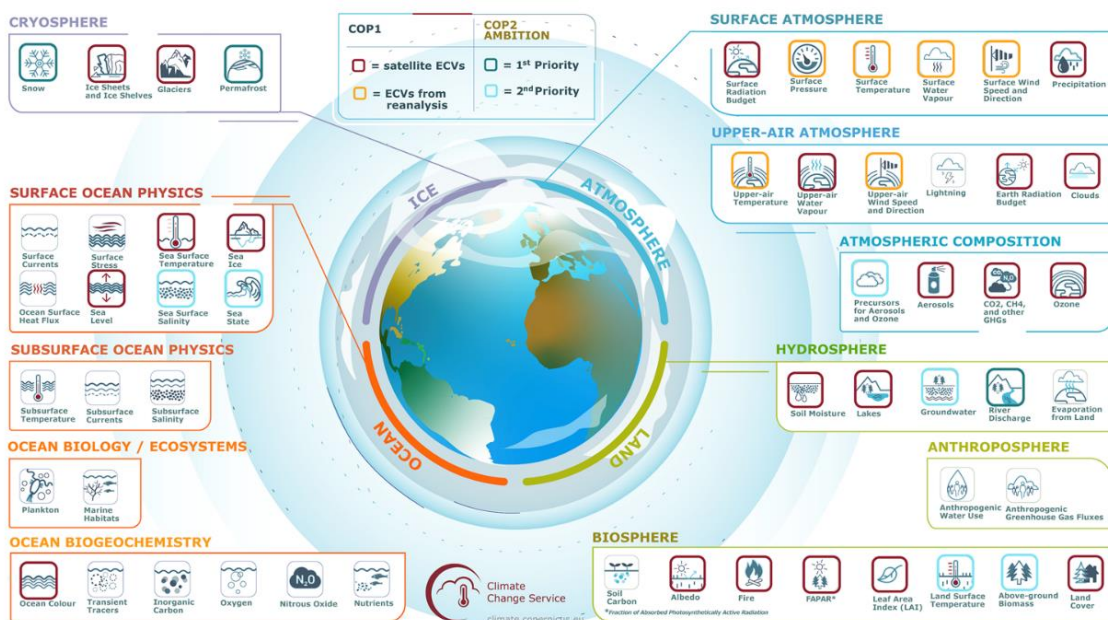 CRYOSPHERE
Snow
Ice Sheets
and Ice Shelves
Glaciers
Permafrost
COP1
COP2
AMBITION
= satellite ECVs
= 1st Priority
= ECVs from
reanalysis
= 2nd Priority
SURFACE ATMOSPHERE
Surface
Radiation
Budget
Surface
Pressure
Surface
Temperature
Surface
Water
Vapour
Surface Wind
Speed and
Direction
Precipitation
UPPER-AIR ATMOSPHERE
Upper-air
Temperature
Upper-air
Water
Vapour
Upper-air
Wind Speed
and Direction
Lightning
Earth Radiation
Budget
Clouds
ATMOSPHERIC COMPOSITION
Precursors
for Aerosols
and Ozone
Aerosols
CO2, CH4,
and other
GHGs
Ozone
ICE
ATMOSPHERE
OCEAN
LAND
SURFACE OCEAN PHYSICS
Surface
Currents
Surface
Stress
Sea Surface
Temperature
Sea
Ice
Ocean Surface
Heat Flux
Sea
Level
Sea Surface
Salinity
Sea
State
SUBSURFACE OCEAN PHYSICS
Subsurface
Temperature
Subsurface
Currents
Subsurface
Salinity
OCEAN BIOLOGY / ECOSYSTEMS
Plankton
Marine
Habitats
OCEAN BIOGEOCHEMISTRY
Ocean Colour
Transient
Tracers
Inorganic
Carbon
Oxygen
N₂O
Nitrous Oxide
Nutrients
HYDROSPHERE
Soil Moisture
Lakes
Groundwater
River
Discharge
Evaporation
from Land
ANTHROPOSPHERE
Anthropogenic
Water Use
Anthropogenic
Greenhouse Gas Fluxes
BIOSPHERE
Soil
Carbon
Albedo
Fire
FAPAR*
Leaf Area
Index (LAI)
Land Surface
Temperature
Above-ground
Biomass
Land
Cover
*Fraction of Absorbed Photosynthetically Active Radiation
Climate
Change Service
climate.copernicus.eu